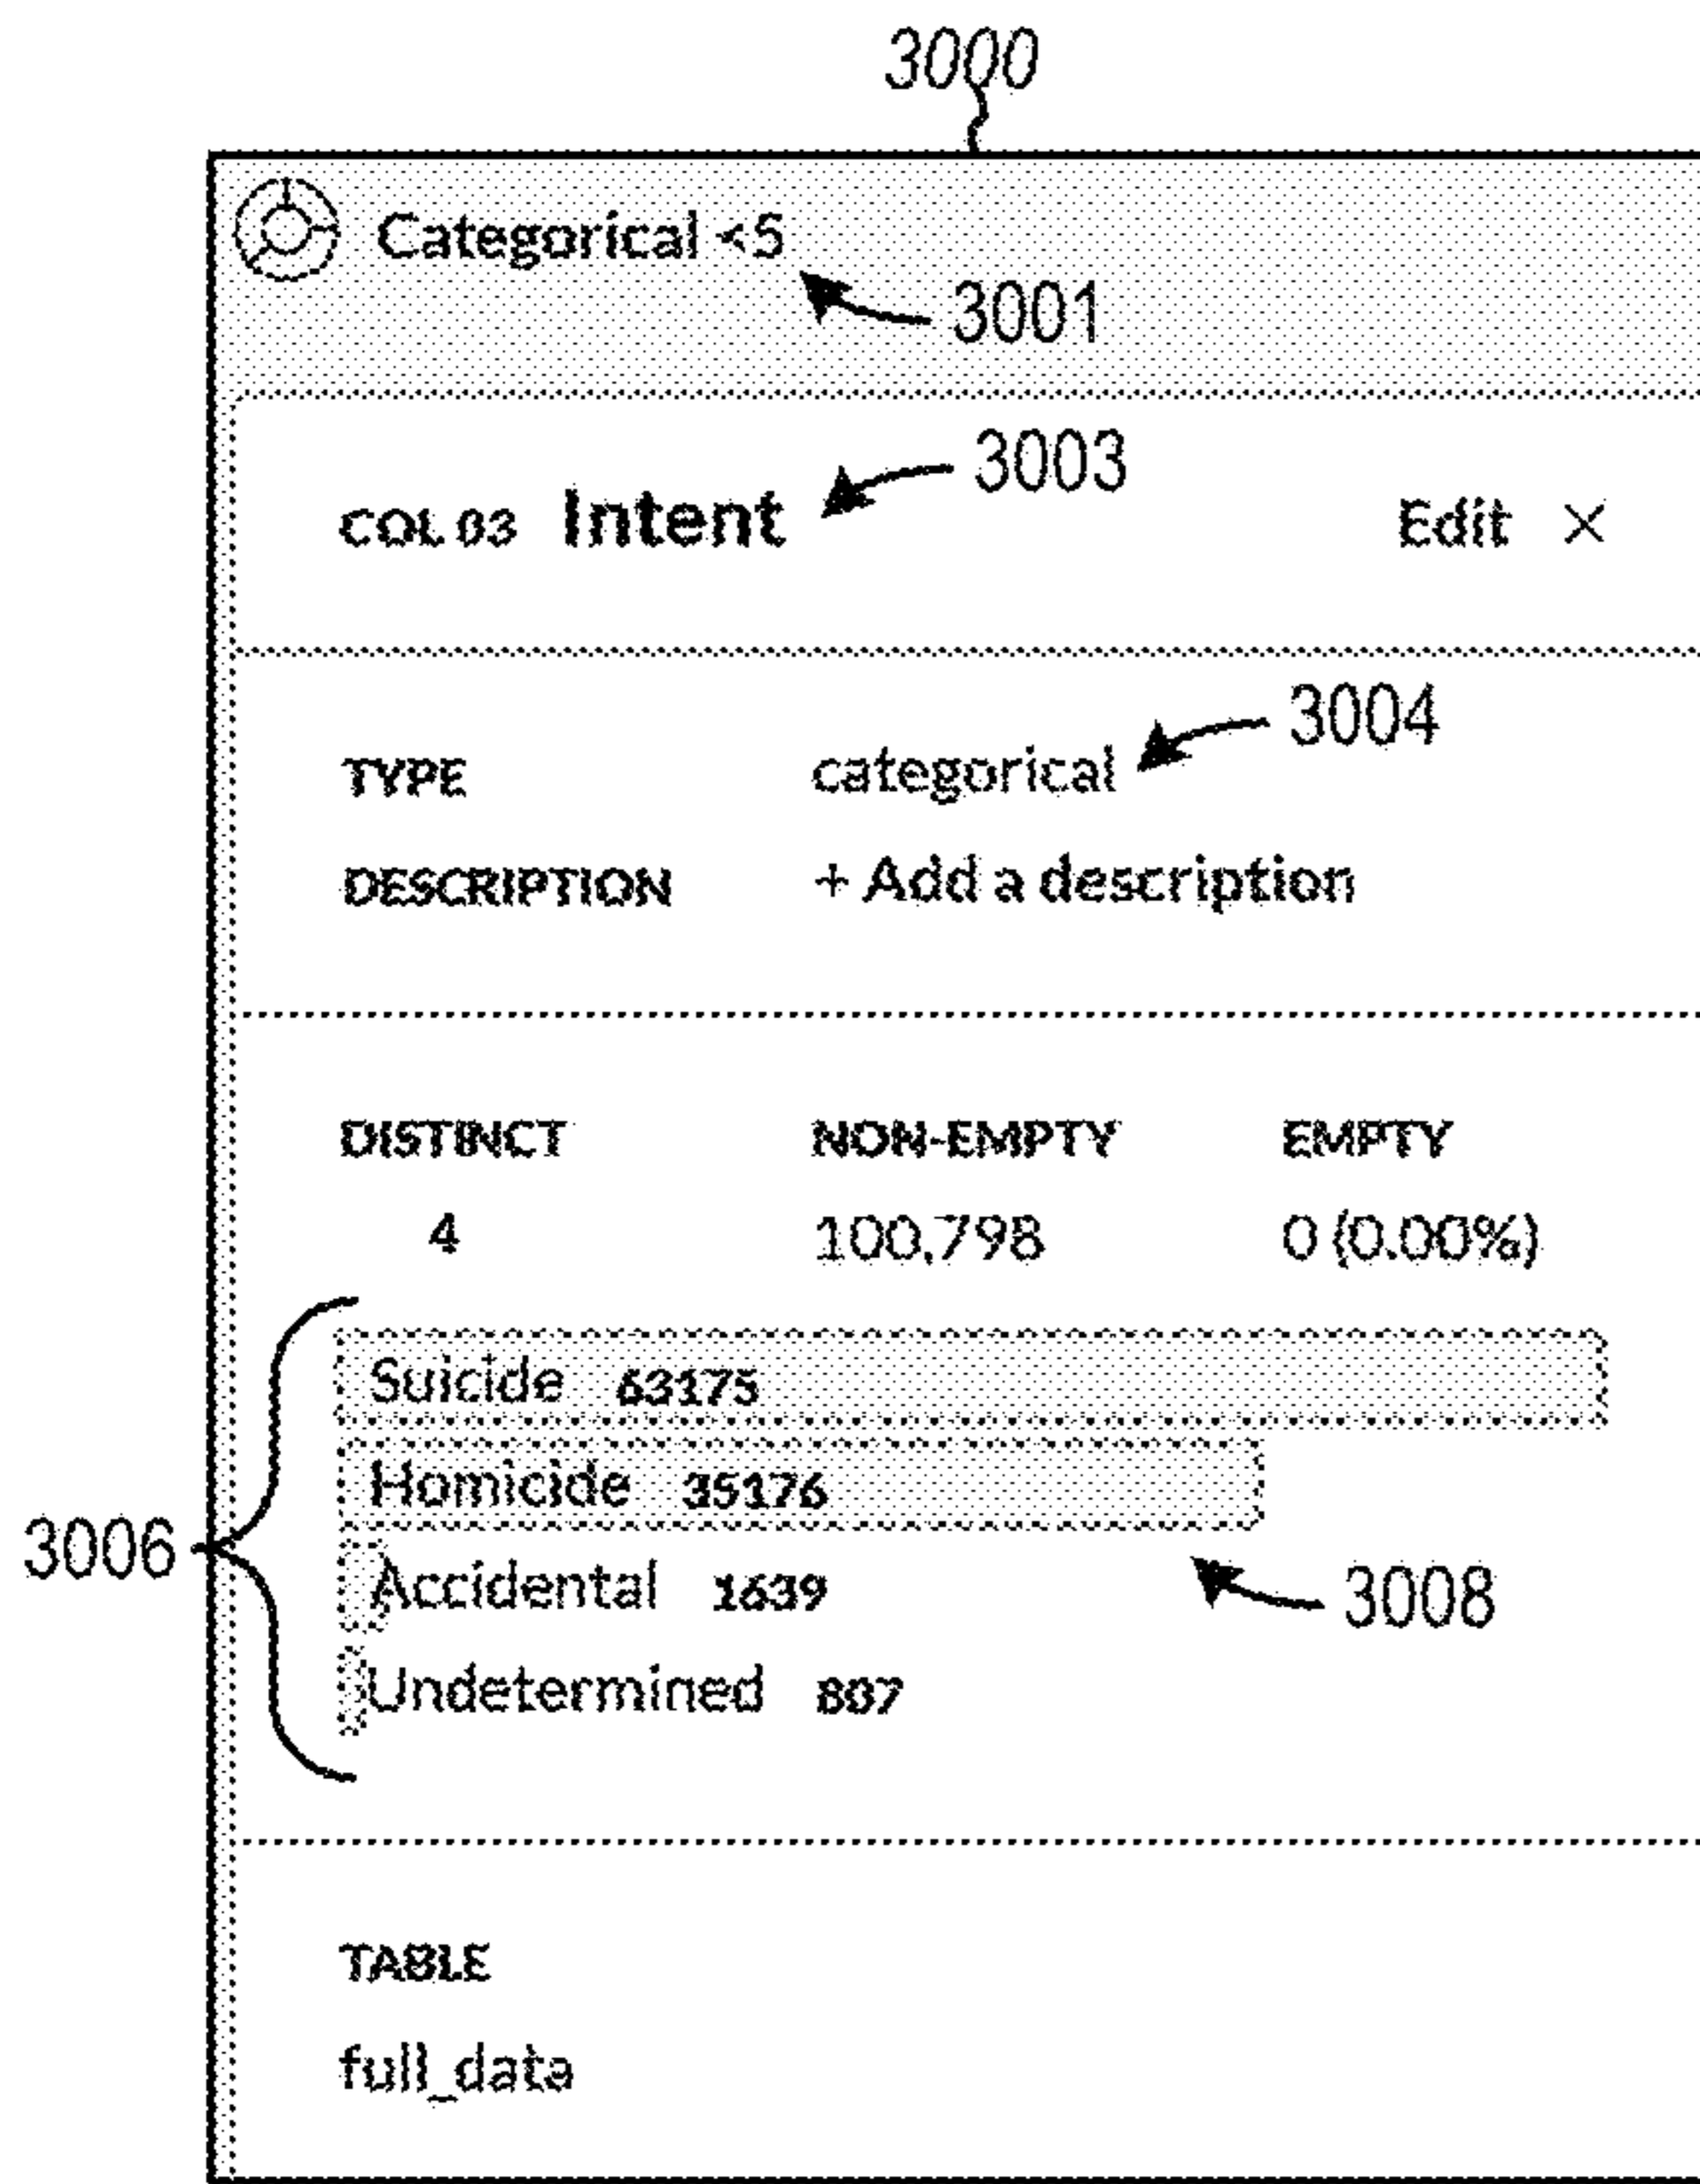 3000
Categorical <5
3001
3003
COL 03 Intent Edit ×
3004
TYPE categorical
DESCRIPTION + Add a description
DISTINCT NON-EMPTY EMPTY
4 100,798 0 (0.00%)
Suicide 63175
Homicide 35176
3006
Accidental 1639
3008
Undetermined 807
TABLE
full_data